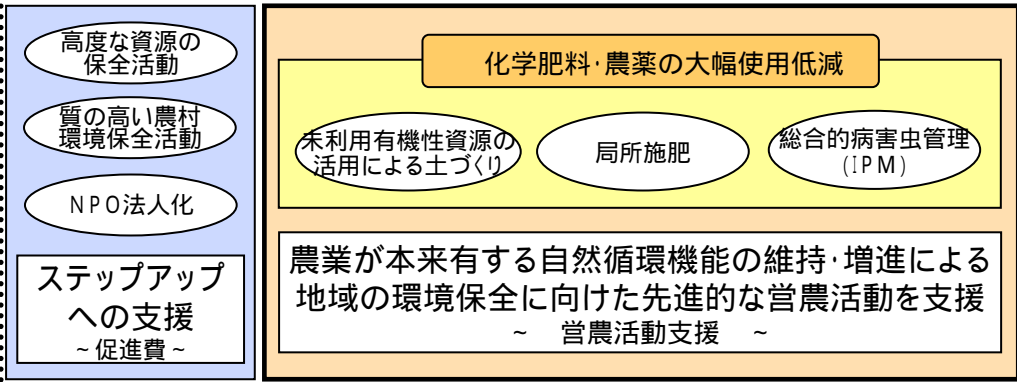 高度な資源の
保全活動
質の高い農村
環境保全活動
NPO法人化
ステップアップ
への支援
~促進費~
化学肥料･農薬の大幅使用低減
未利用有機性資源の
活用による土づくり
局所施肥
総合的病害虫管理
(IPM)
農業が本来有する自然循環機能の維持･増進による
地域の環境保全に向けた先進的な営農活動を支援
~ 営農活動支援 ~